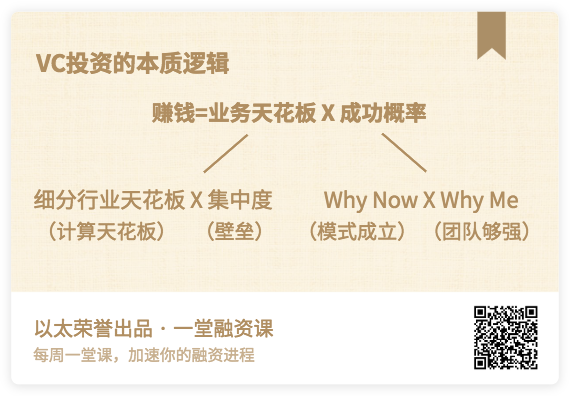 VC投资的本质逻辑
赚钱=业务天花板 X 成功概率
细分行业天花板 X 集中度 Why Now X Why Me
（计算天花板） （壁垒） （模式成立） （团队够强）
以太荣誉出品 · 一堂融资课
每周一堂课，加速你的融资进程